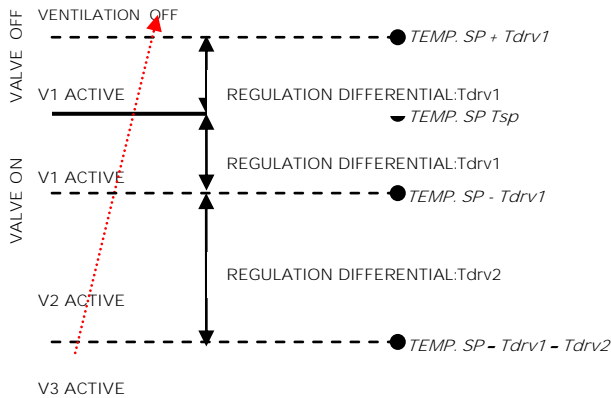 VENTILATION OFF
VALVE OFF
TEMP. SP + Tdrv1
V1 ACTIVE
REGULATION DIFFERENTIAL:Tdrv1
TEMP. SP Tsp
VALVE ON
V1 ACTIVE
REGULATION DIFFERENTIAL:Tdrv1
TEMP. SP - Tdrv1
REGULATION DIFFERENTIAL:Tdrv2
V2 ACTIVE
TEMP. SP – Tdrv1 – Tdrv2
V3 ACTIVE